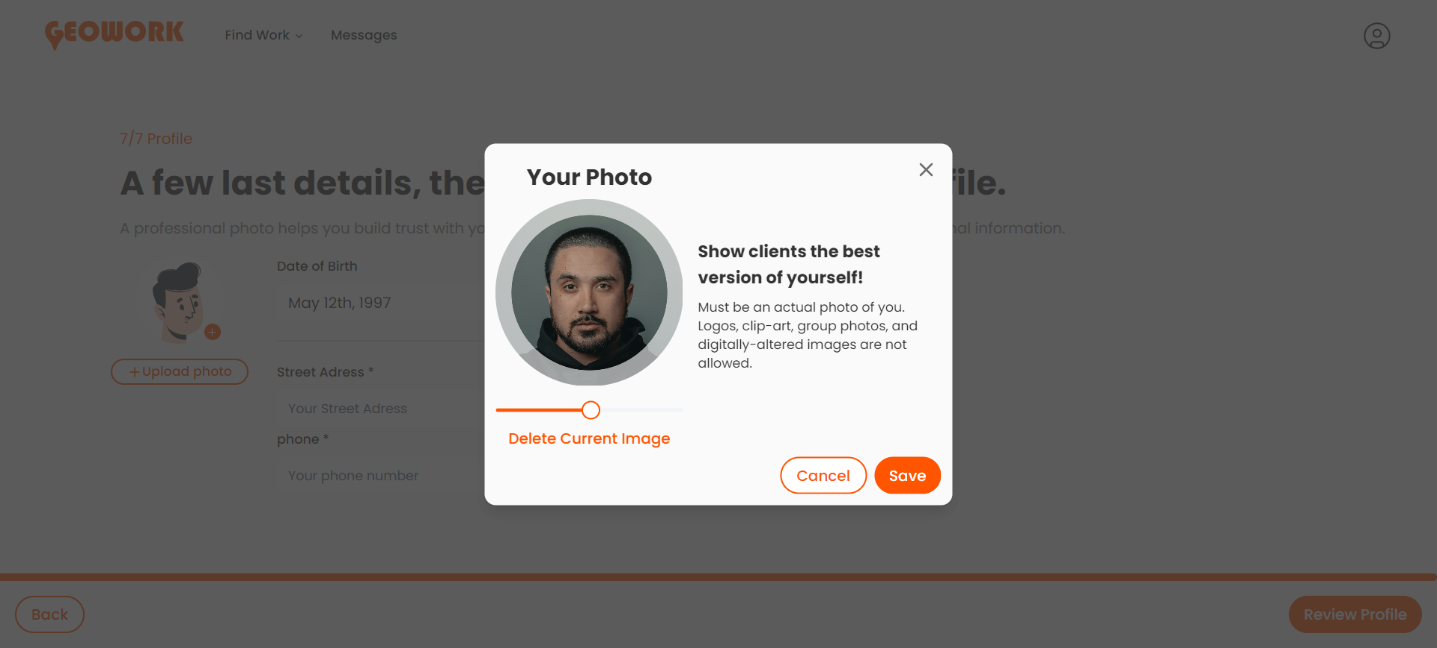 GEOWORK
Find Work
Messages
7/7 Profile
A few last details, the
file.
A professional photo helps you build trust with yo
nal information.
Date of Birth
May 12th, 1997
+Upload photo
Street Adress *
Your Street Adress
phone *
Your phone number
Your Photo
Show clients the best
version of yourself!
Must be an actual photo of you.
Logos, clip-art, group photos, and
digitally-altered images are not
allowed.
Delete Current Image
Cancel
Save
Back
Review Profile